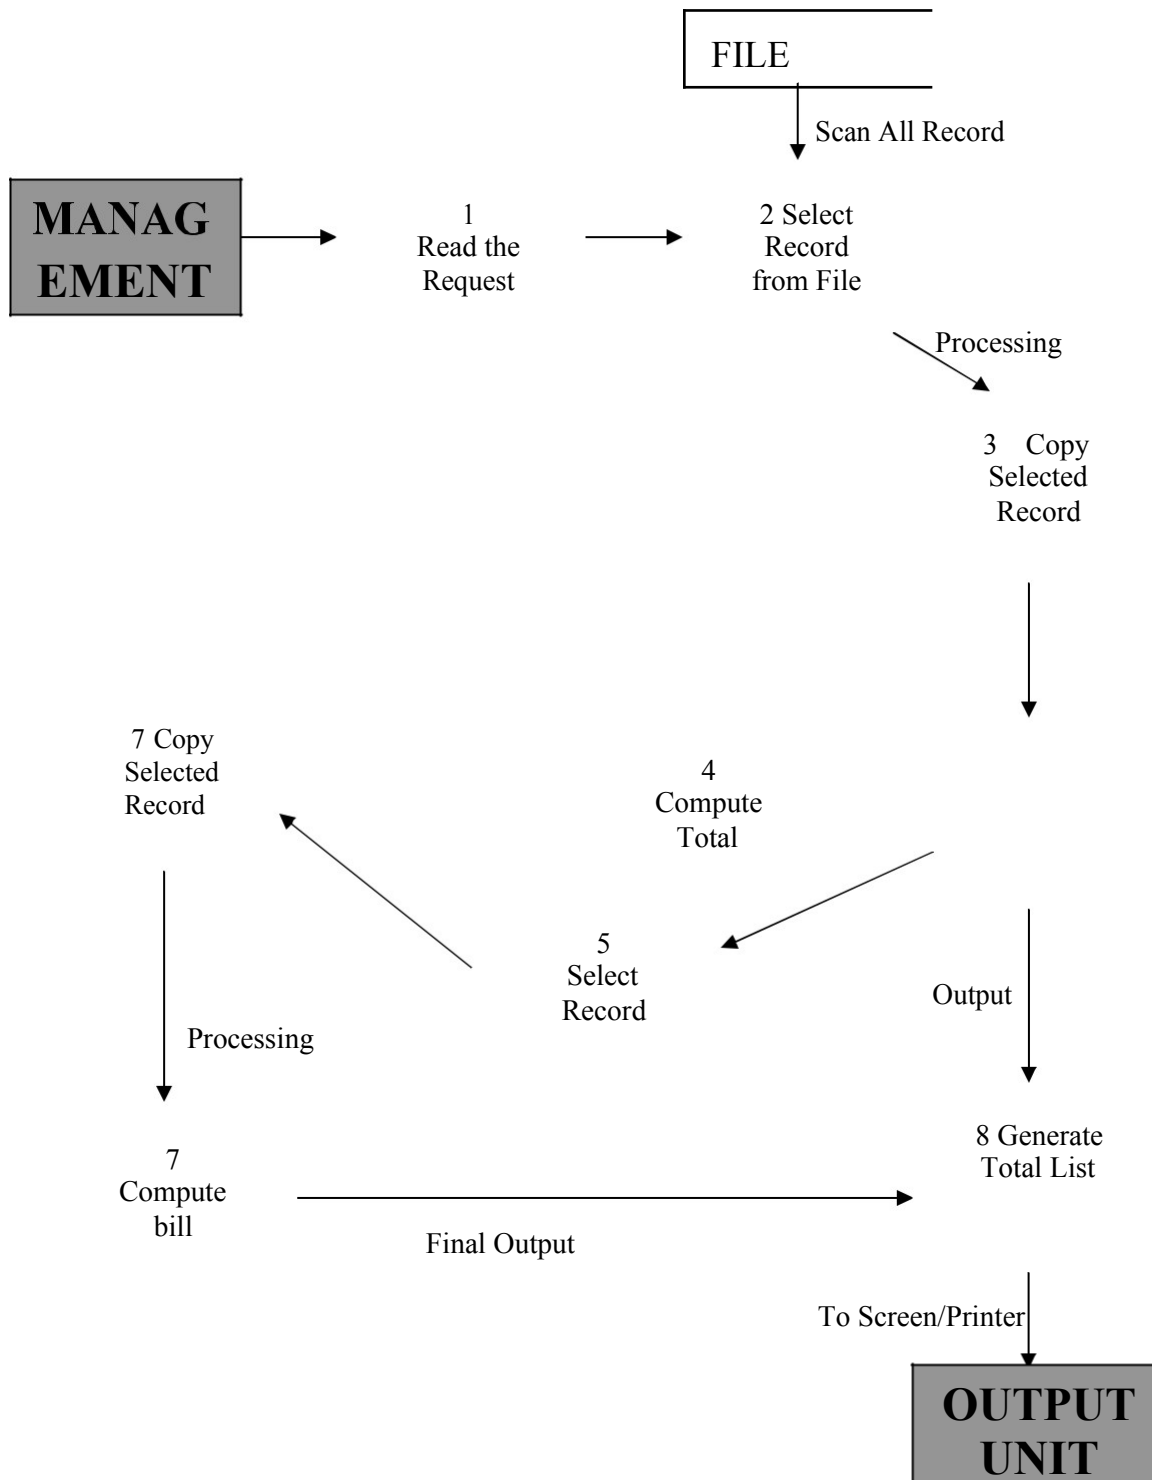 FILE
Scan All Record
MANAG
EMENT
1
Read the
Request
2 Select
Record
from File
Processing
3 Copy
Selected
Record
7 Copy
Selected
Record
4
Compute
Total
5
Select
Record
Output
Processing
7
Compute
bill
8 Generate
Total List
Final Output
To Screen/Printer
OUTPUT
UNIT